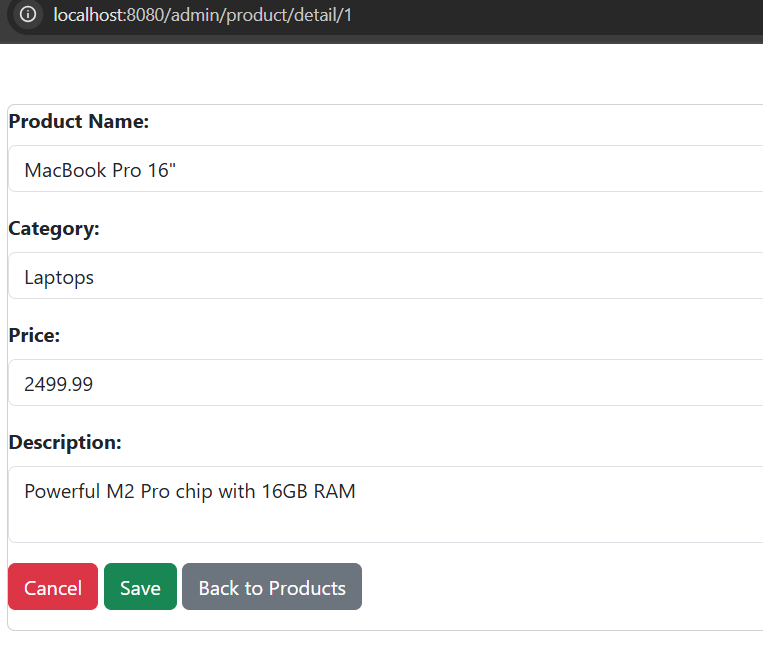 localhost:8080/admin/product/detail/1
Product Name:
MacBook Pro 16"
Category:
Laptops
Price:
2499.99
Description:
Powerful M2 Pro chip with 16GB RAM
Cancel Save Back to Products